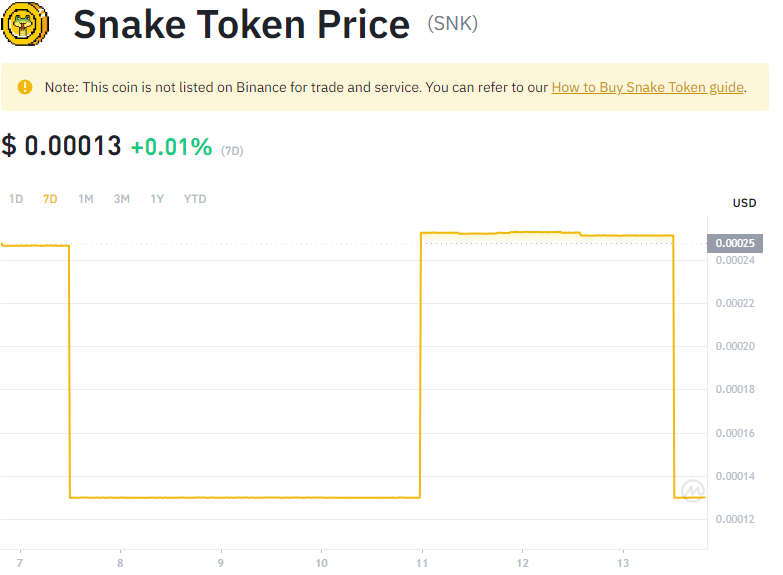 Snake Token Price (SNK)
Note: This coin is not listed on Binance for trade and service. You can refer to our How to Buy Snake Token guide.
$ 0.00013 +0.01% (7D)
1D 7D 1M 3M 1Y YTD
USD
0.00025
0.00024
0.00022
0.00020
0.00018
0.00016
0.00014
0.00012
7 8 9 10 11 12 13